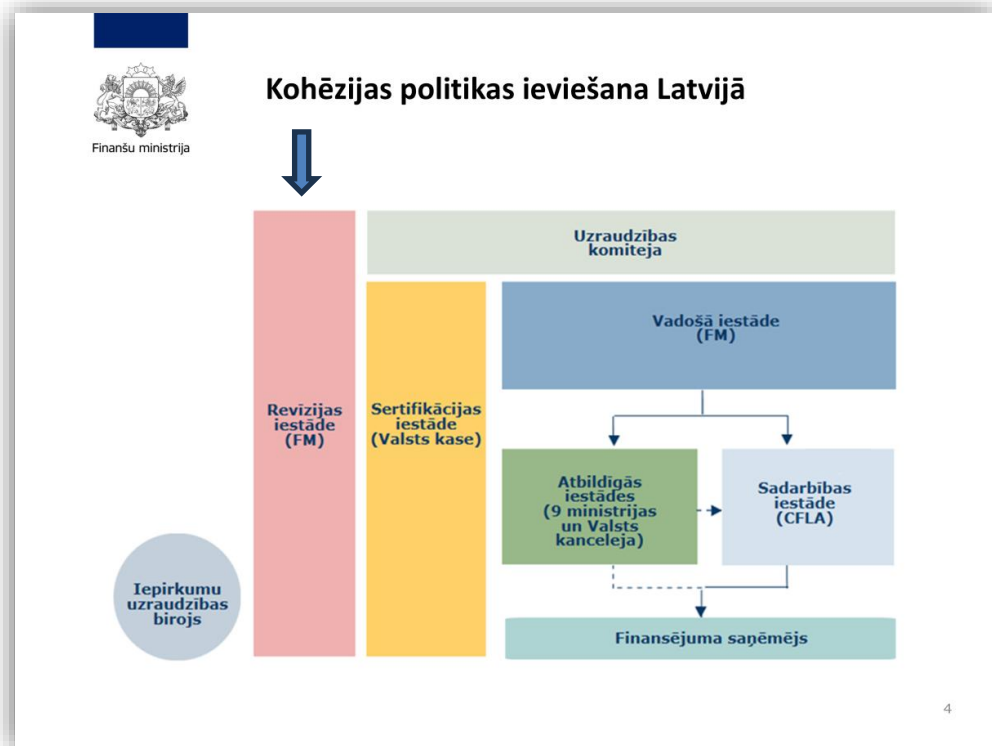 Finanšu ministrija
Kohēzijas politikas ieviešana Latvijā
Uzraudzības
komiteja
Vadošā iestāde
(FM)
Revīzijas
iestāde
(FM)
Sertifikācijas
iestāde
(Valsts kase)
Atbildīgās
iestādes
(9 ministrijas
un Valsts
kanceleja)
Sadarbības
iestāde
(CFLA)
Iepirkumu
uzraudzības
birojs
Finansējuma saņēmējs
4